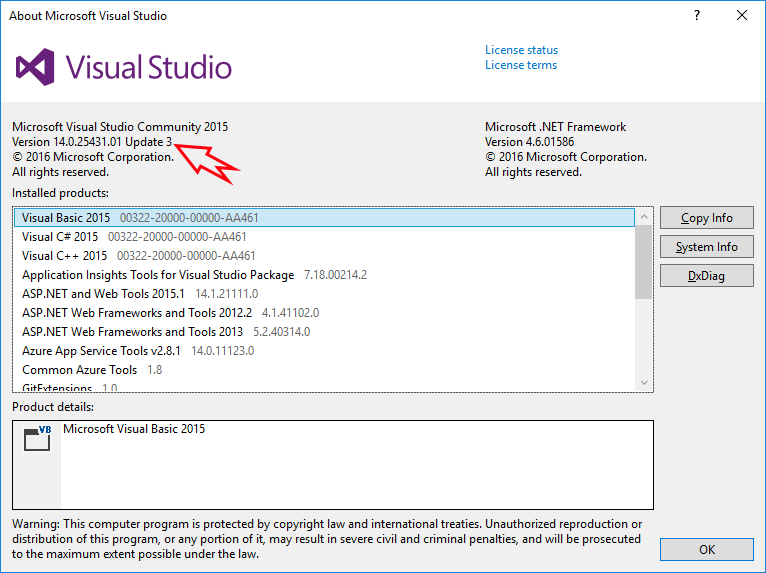 About Microsoft Visual Studio
?
Visual Studio
License status
License terms
Microsoft Visual Studio Community 2015
Version 14.0.25431.01 Update 3
© 2016 Microsoft Corporation.
All rights reserved.
Microsoft .NET Framework
Version 4.6.01586
© 2016 Microsoft Corporation.
All rights reserved.
Installed products:
Visual Basic 2015 00322-20000-00000-AA461
Visual C# 2015 00322-20000-00000-AA461
Visual C++ 2015 00322-20000-00000-AA461
Application Insights Tools for Visual Studio Package 7.18.00214.2
ASP.NET and Web Tools 2015.1 14.1.21111.0
ASP.NET Web Frameworks and Tools 2012.2 4.1.41102.0
ASP.NET Web Frameworks and Tools 2013 5.2.40314.0
Azure App Service Tools v2.8.1 14.0.11123.0
Common Azure Tools 1.8
GitExtensions 1.0
Copy Info
System Info
DxDiag
Product details:
VB
Microsoft Visual Basic 2015
Warning: This computer program is protected by copyright law and international treaties. Unauthorized reproduction or
distribution of this program, or any portion of it, may result in severe civil and criminal penalties, and will be prosecuted
to the maximum extent possible under the law.
OK